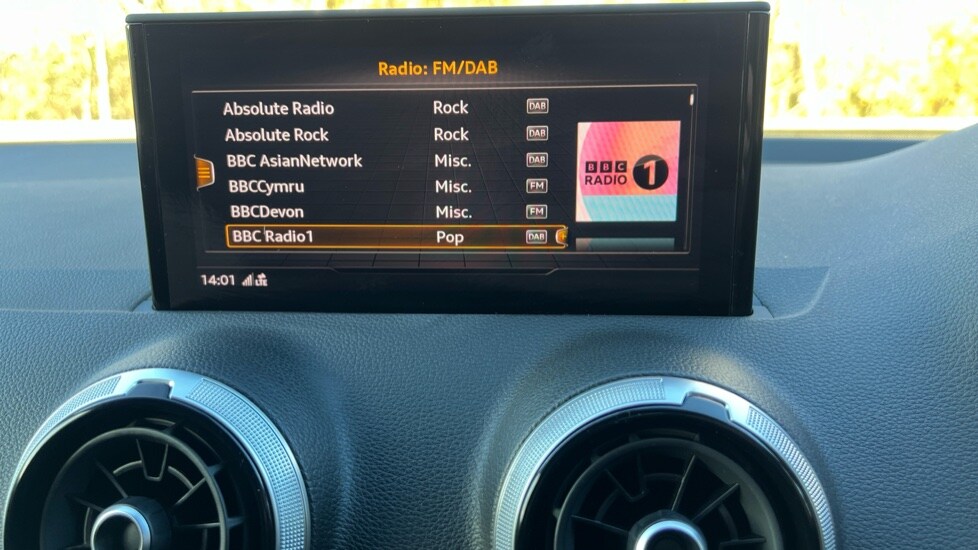 Radio: FM/DAB
Absolute Radio Rock DAB
Absolute Rock Rock DAB
BBC AsianNetwork Misc. DAB
BBCCymru Misc. FM
BBCDevon Misc. FM
BBC Radio1 Pop DAB
BBC
RADIO 1
14:01 LTE